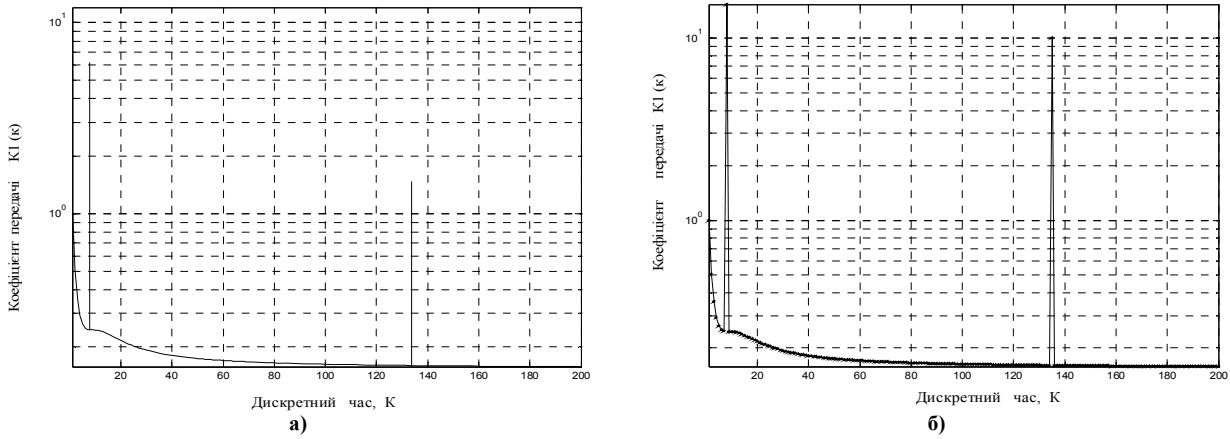 10¹
10⁰
Коефіцієнт передачі К1 (к)
20 40 60 80 100 120 140 160 180 200
Дискретний час, К
а)
10¹
10⁰
Коефіцієнт передачі К1 (к)
20 40 60 80 100 120 140 160 180 200
Дискретний час, К
б)